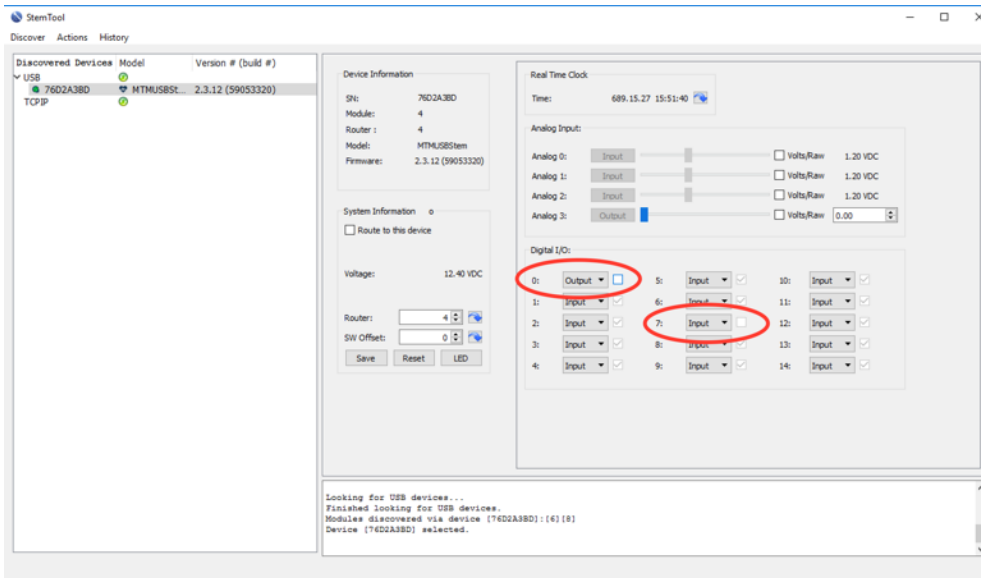 StemTool
Discover Actions History
Discovered Devices Model Version # (build #)
USB
76D2A3BD MTMUSBSt... 2.3.12 (59053320)
TCPIP
Device Information
SN: 76D2A3BD
Module: 4
Router : 4
Model: MTMUSBStem
Firmware: 2.3.12 (59053320)
System Information o
Route to this device
Voltage: 12.40 VDC
Router: 4
SW Offset: 0
Save Reset LED
Real Time Clock
Time: 689.15.27 15:51:40
Analog Input:
Analog 0: Input Volts/Raw 1.20 VDC
Analog 1: Input Volts/Raw 1.20 VDC
Analog 2: Input Volts/Raw 1.20 VDC
Analog 3: Output Volts/Raw 0.00
Digital I/O:
0: Output 5: Input 10: Input
1: Input 6: Input 11: Input
2: Input 7: Input 12: Input
3: Input 8: Input 13: Input
4: Input 9: Input 14: Input
Looking for USB devices...
Finished looking for USB devices.
Modules discovered via device [76D2A3BD]:[6][8]
Device [76D2A3BD] selected.